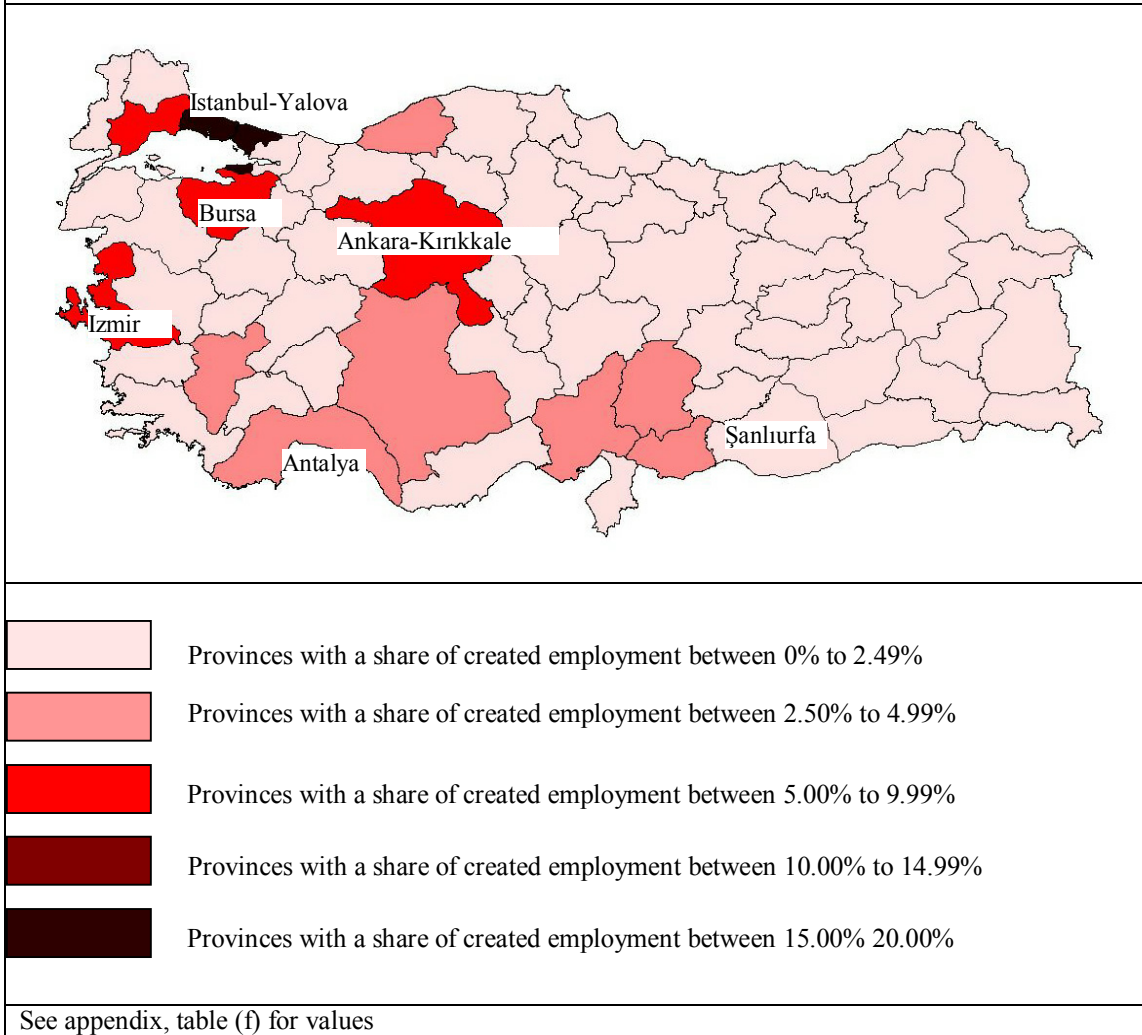 Istanbul-Yalova
Bursa
Ankara-Kırıkkale
Izmir
Şanlıurfa
Antalya
Provinces with a share of created employment between 0% to 2.49%
Provinces with a share of created employment between 2.50% to 4.99%
Provinces with a share of created employment between 5.00% to 9.99%
Provinces with a share of created employment between 10.00% to 14.99%
Provinces with a share of created employment between 15.00% 20.00%
See appendix, table (f) for values